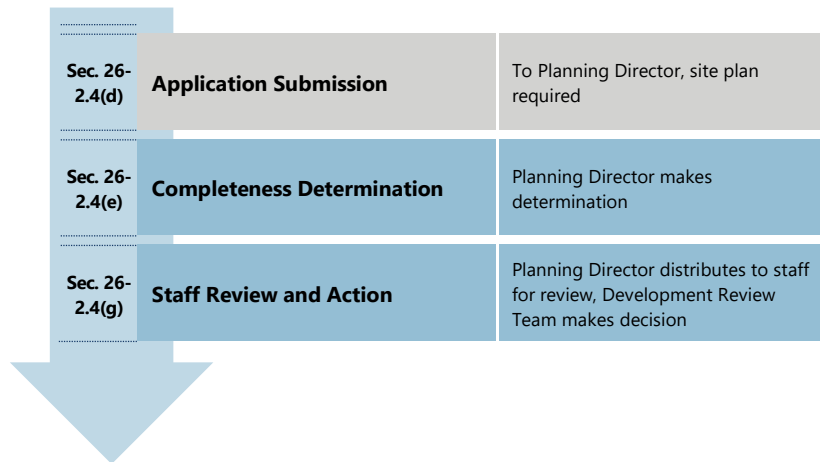 Sec. 26-
2.4(d)
Application Submission
To Planning Director, site plan
required
Sec. 26-
2.4(e)
Completeness Determination
Planning Director makes
determination
Sec. 26-
2.4(g)
Staff Review and Action
Planning Director distributes to staff
for review, Development Review
Team makes decision